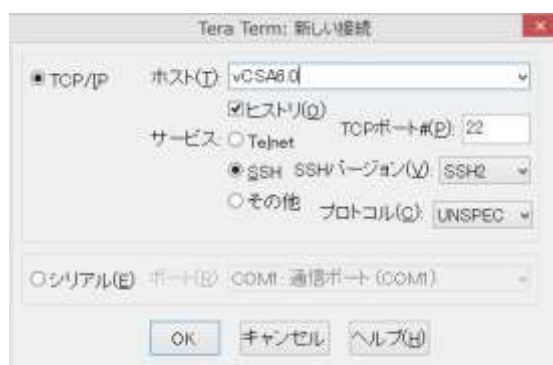 Tera Term: 新しい接続
TCP/IP
ホスト(T): vCSA6.0
ヒストリ(O)
サービス: Telnet TCPポート#(P): 22
SSH SSHバージョン(V): SSH2
その他 プロトコル(C): UNSPEC
シリアル(E) ポート(R): COM1: 通信ポート (COM1)
OK キャンセル ヘルプ(H)